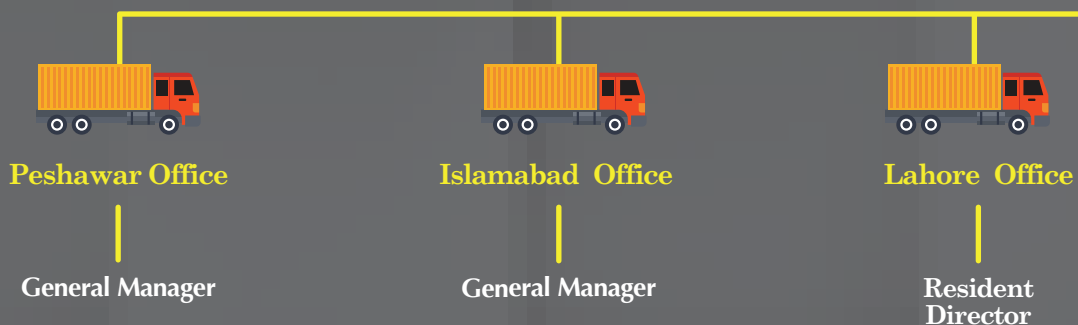 Peshawar Office
Islamabad Office
Lahore Office
General Manager
General Manager
Resident
Director